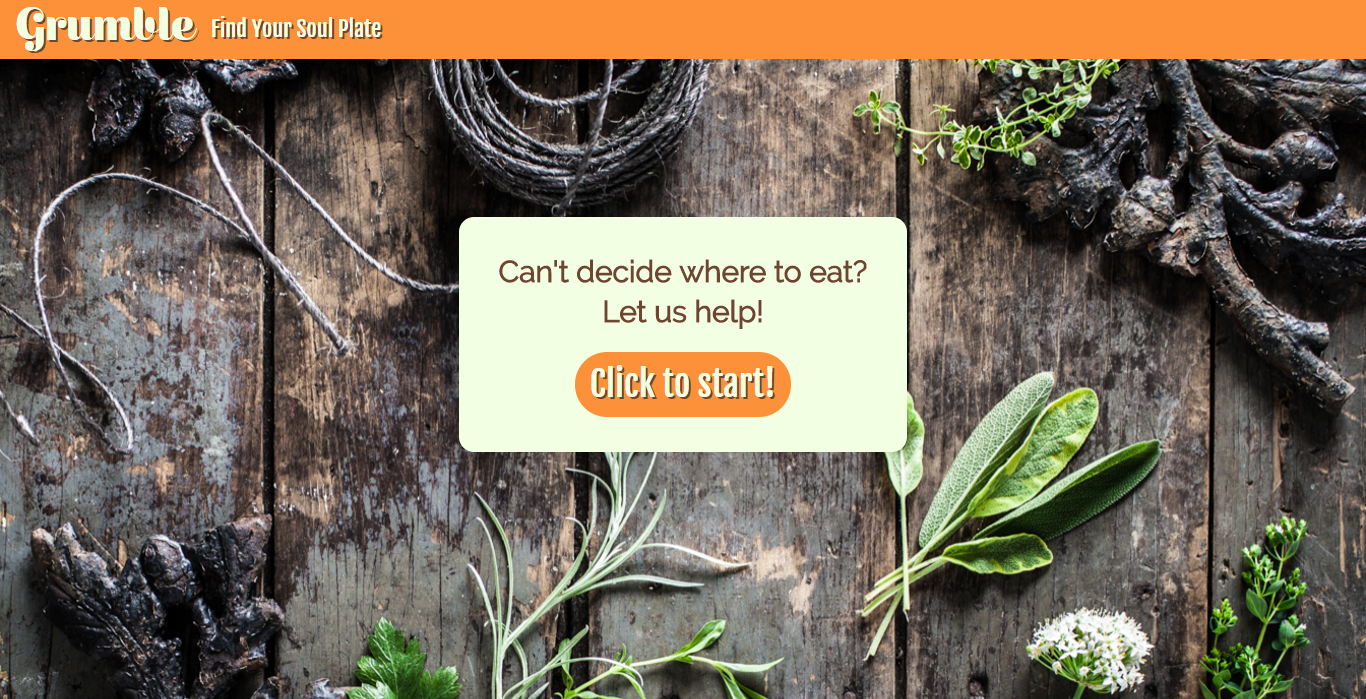 Grumble Find Your Soul Plate
Can't decide where to eat?
Let us help!
Click to start!